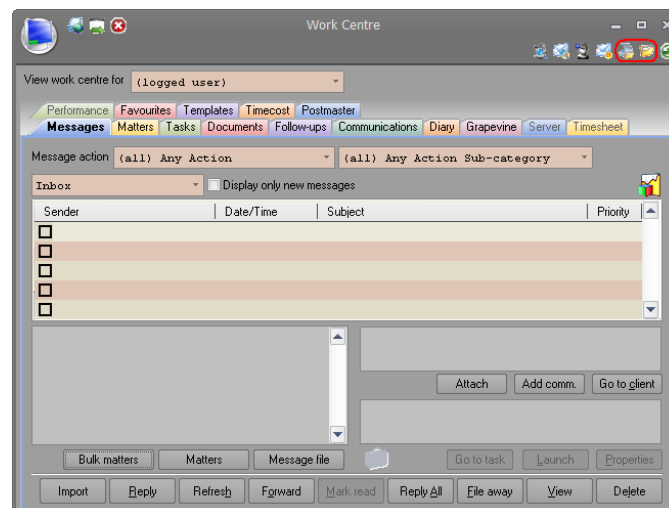 Work Centre
View work centre for (logged user)
Performance Favourites Templates Timecost Postmaster
Messages Matters Tasks Documents Follow-ups Communications Diary Grapevine Server Timesheet
Message action (all) Any Action (all) Any Action Sub-category
Inbox Display only new messages
Sender Date/Time Subject Priority
Attach Add comm. Go to client
Bulk matters Matters Message file Go to task Launch Properties
Import Reply Refresh Forward Mark read Reply All File away View Delete